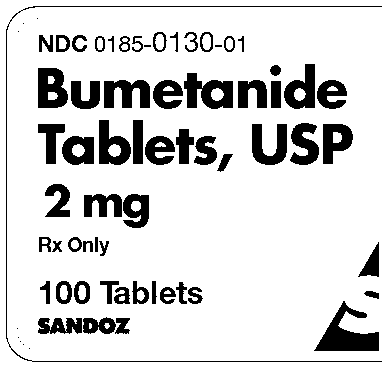 NDC 0185-0130-01
Bumetanide
Tablets, USP
2 mg
Rx Only
100 Tablets
SANDOZ